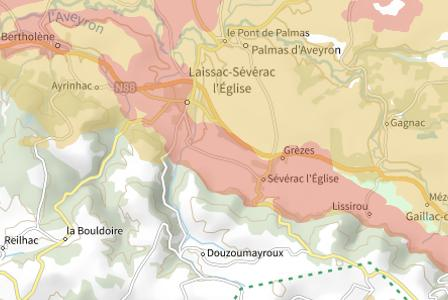 l'Aveyron
Bertholène
le Pont de Palmas
Palmas d'Aveyron
Laissac-Sévérac
l'Église
Ayrinhac
N88
Gagnac
Grèzes
Sévérac l'Église
Lissirou
Gaillac-
la Bouldoire
Reilhac
Douzoumayroux